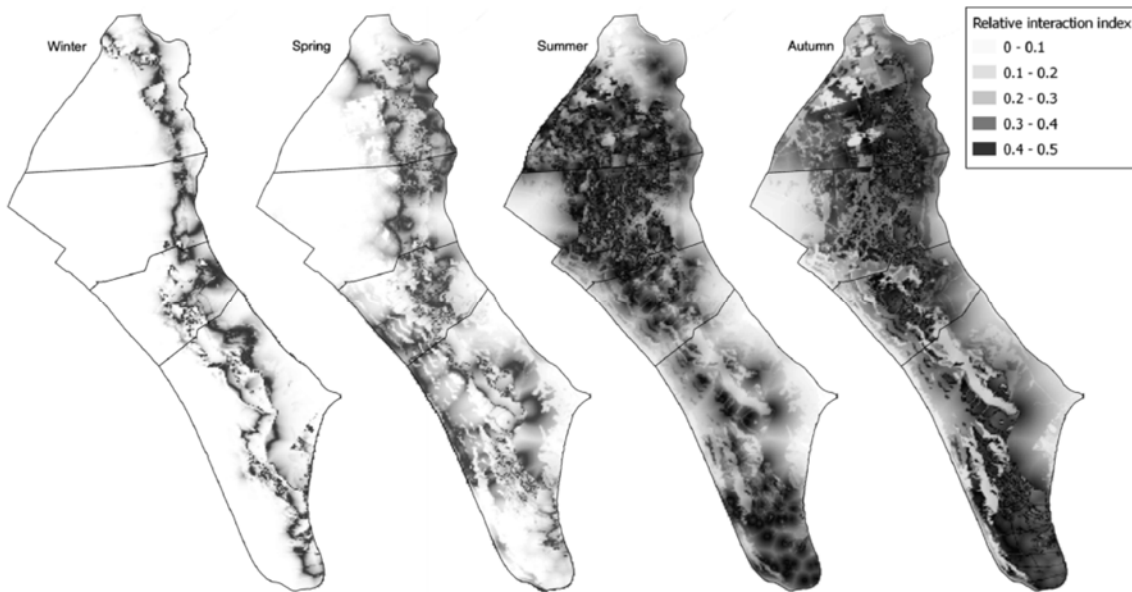 Winter
Spring
Summer
Autumn
Relative interaction index
0 - 0.1
0.1 - 0.2
0.2 - 0.3
0.3 - 0.4
0.4 - 0.5